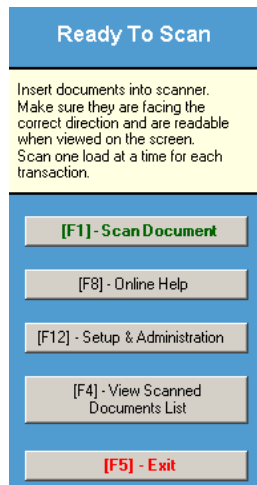 Ready To Scan
Insert documents into scanner.
Make sure they are facing the
correct direction and are readable
when viewed on the screen.
Scan one load at a time for each
transaction.
[F1] - Scan Document
[F8] - Online Help
[F12] - Setup & Administration
[F4] - View Scanned
Documents List
[F5] - Exit